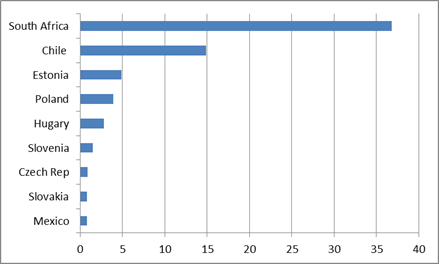 South Africa
Chile
Estonia
Poland
Hugary
Slovenia
Czech Rep
Slovakia
Mexico
0 5 10 15 20 25 30 35 40